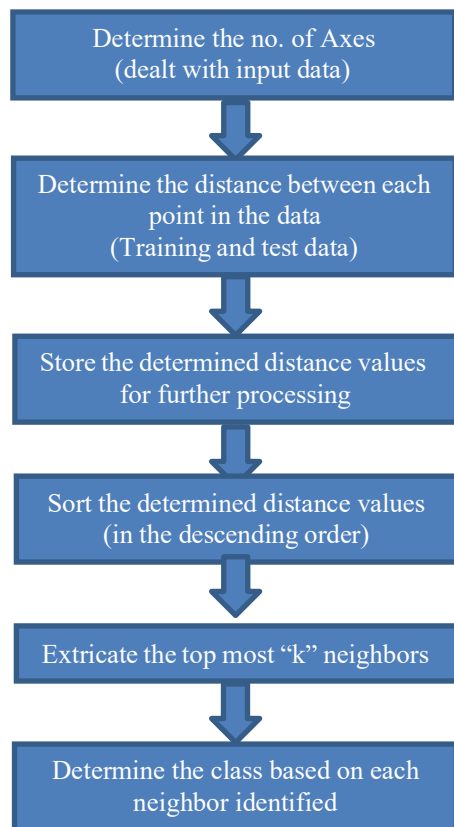 Determine the no. of Axes
(dealt with input data)
Determine the distance between each
point in the data
(Training and test data)
Store the determined distance values
for further processing
Sort the determined distance values
(in the descending order)
Extricate the top most “k” neighbors
Determine the class based on each
neighbor identified